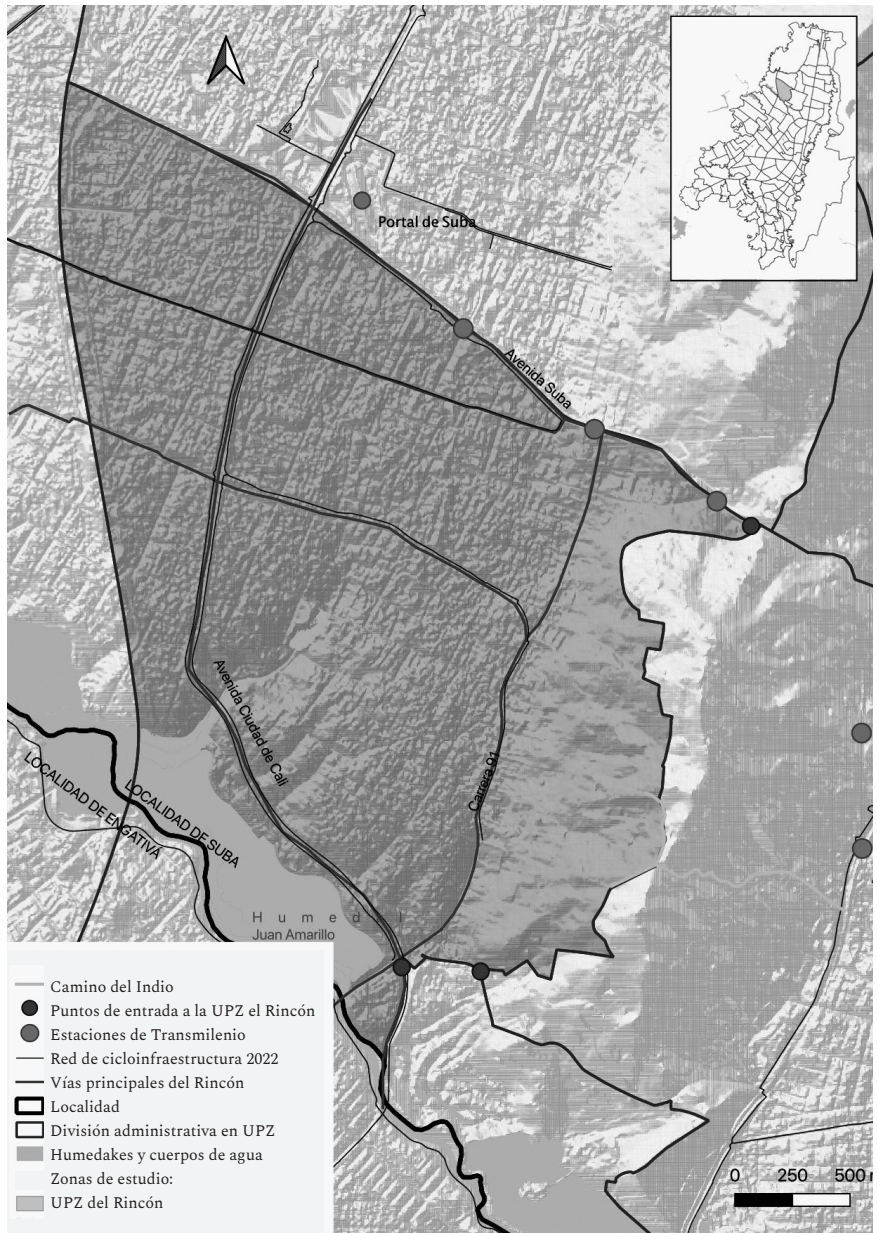 Portal de Suba
Avenida Suba
Avenida Ciudad de Cali
Carrera 91
LOCALIDAD DE ENGATIVA
LOCALIDAD DE SUBA
Humedal
Juan Amarillo
Camino del Indio
Puntos de entrada a la UPZ el Rincón
Estaciones de Transmilenio
Red de cicloinfraestructura 2022
Vías principales del Rincón
Localidad
División administrativa en UPZ
Humedakes y cuerpos de agua
Zonas de estudio:
UPZ del Rincón
0 250 500 m